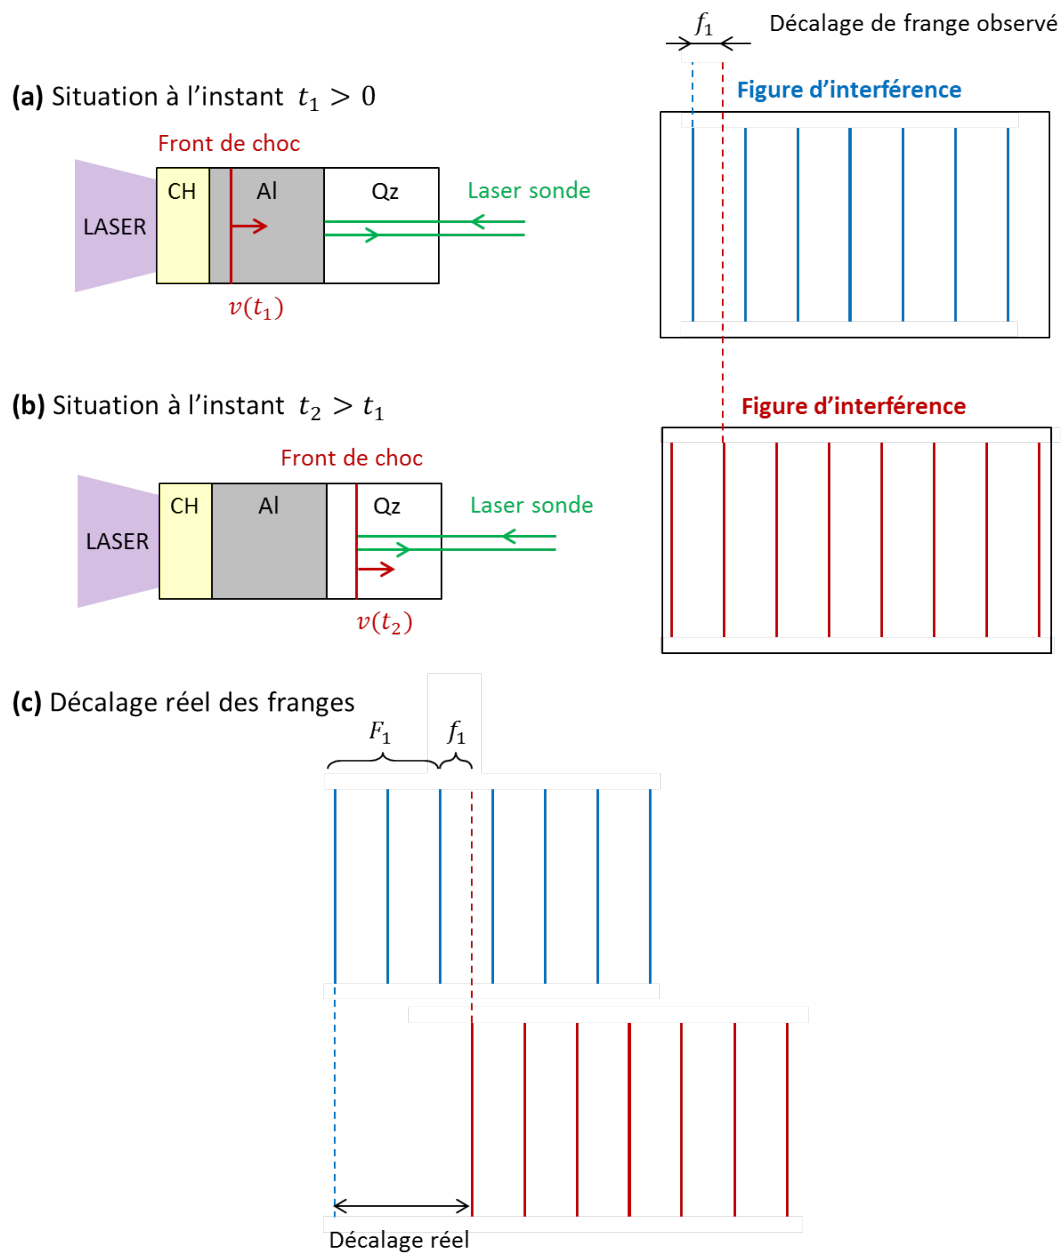 f₁
Décalage de frange observé
(a) Situation à l’instant t₁ > 0
Figure d’interférence
Front de choc
CH
Al
Qz
Laser sonde
LASER
v(t₁)
(b) Situation à l’instant t₂ > t₁
Figure d’interférence
Front de choc
CH
Al
Qz
Laser sonde
LASER
v(t₂)
(c) Décalage réel des franges
F₁
f₁
Décalage réel